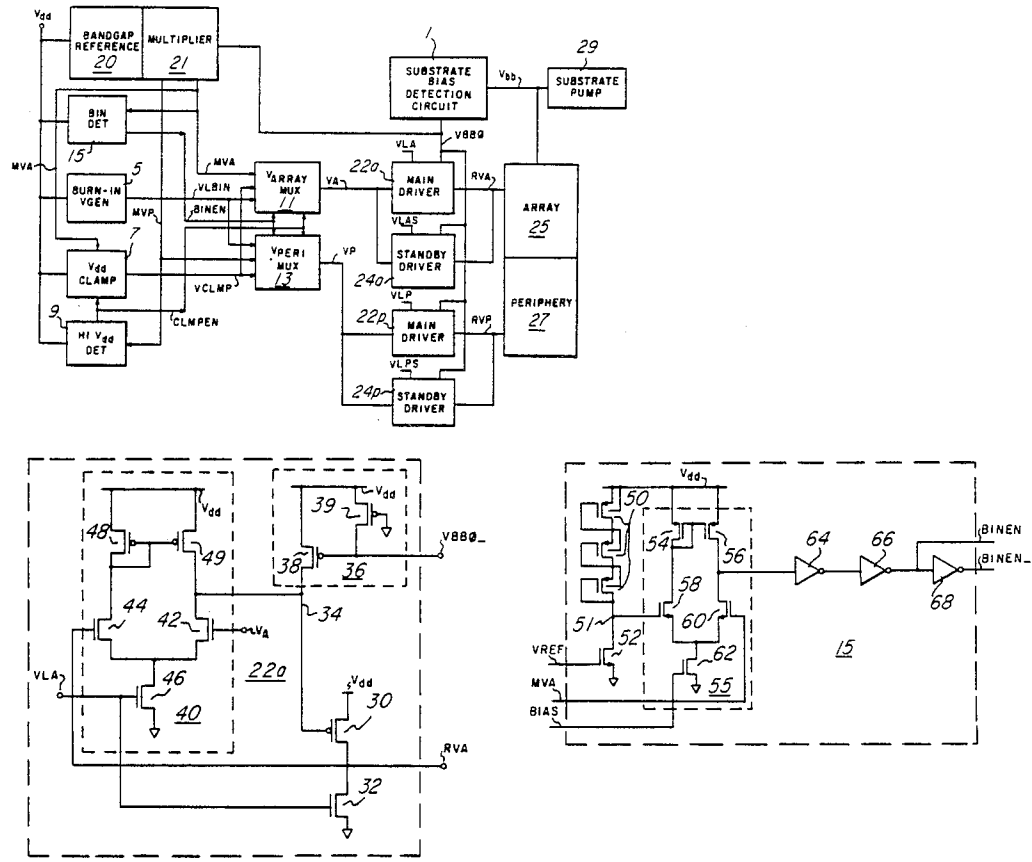 Vdd
BANDGAP REFERENCE 20
MULTIPLIER 21
1
SUBSTRATE BIAS DETECTION CIRCUIT
Vbb
29
SUBSTRATE PUMP
BIN DET
15
MVA
VBB0
5
BURN-IN VGEN
MVP
VLBIN
BINEN
MVA
VARRAY MUX 11
VA
VLA
22a
MAIN DRIVER
RVA
ARRAY 25
7
Vdd CLAMP
VCLMP
VPERI MUX 13
VP
VLAS
STANDBY DRIVER
24a
CLMPEN
9
HI Vdd DET
VLP
22p
MAIN DRIVER
RVP
PERIPHERY 27
VLPS
24p
STANDBY DRIVER
Vdd
48
49
44
42
VA
VLA
46
40
22a
Vdd
39
38
36
VBB0_
34
Vdd
30
RVA
32
Vdd
50
54
56
51
58
60
52
62
55
VREF
MVA
BIAS
64
66
68
BINEN
BINEN_
15